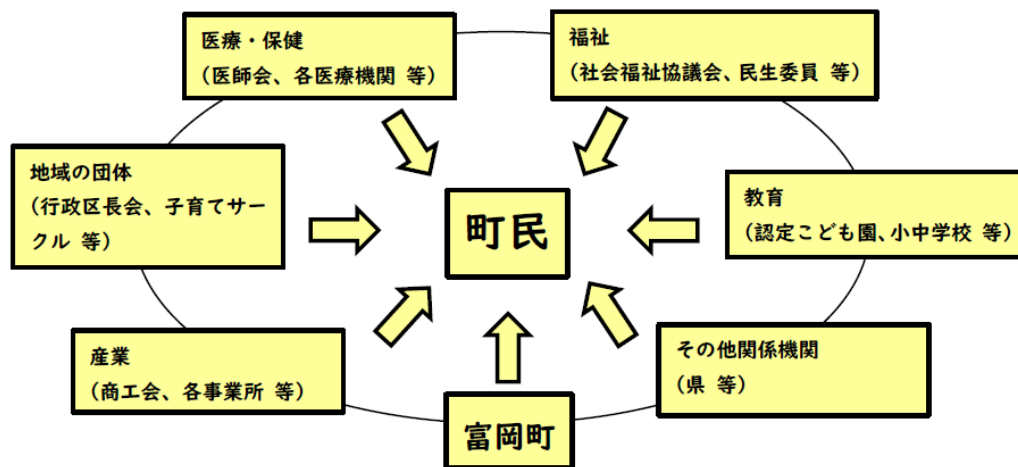 医療・保健
（医師会、各医療機関 等）
福祉
（社会福祉協議会、民生委員 等）
地域の団体
（行政区長会、子育てサー
クル 等）
町民
教育
（認定こども園、小中学校 等）
産業
（商工会、各事業所 等）
その他関係機関
（県 等）
富岡町